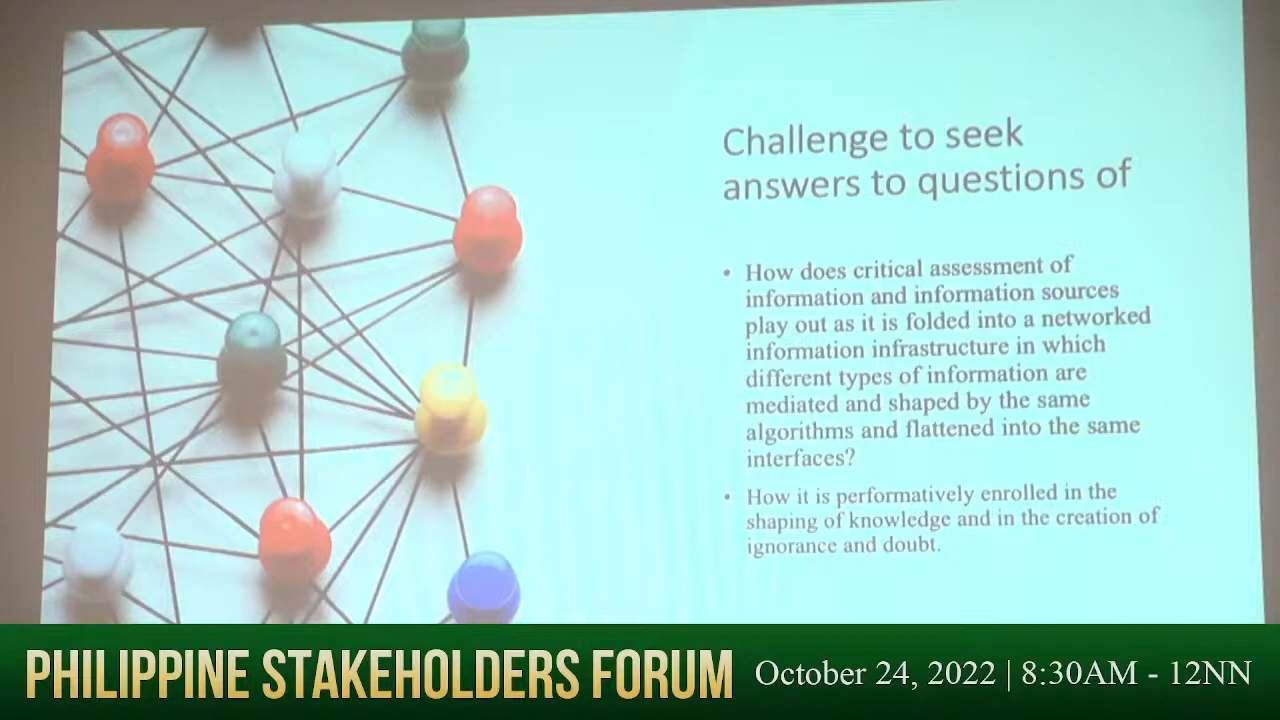 Challenge to seek
answers to questions of
• How does critical assessment of
information and information sources
play out as it is folded into a networked
information infrastructure in which
different types of information are
mediated and shaped by the same
algorithms and flattened into the same
interfaces?
• How it is performatively enrolled in the
shaping of knowledge and in the creation of
ignorance and doubt.
PHILIPPINE STAKEHOLDERS FORUM October 24, 2022 | 8:30AM - 12NN